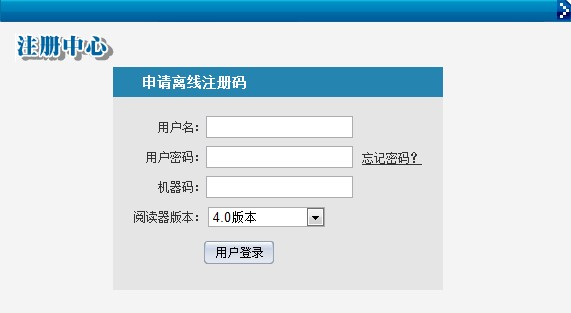 注册中心
申请离线注册码
用户名：
用户密码： 忘记密码？
机器码：
阅读器版本： 4.0版本
用户登录